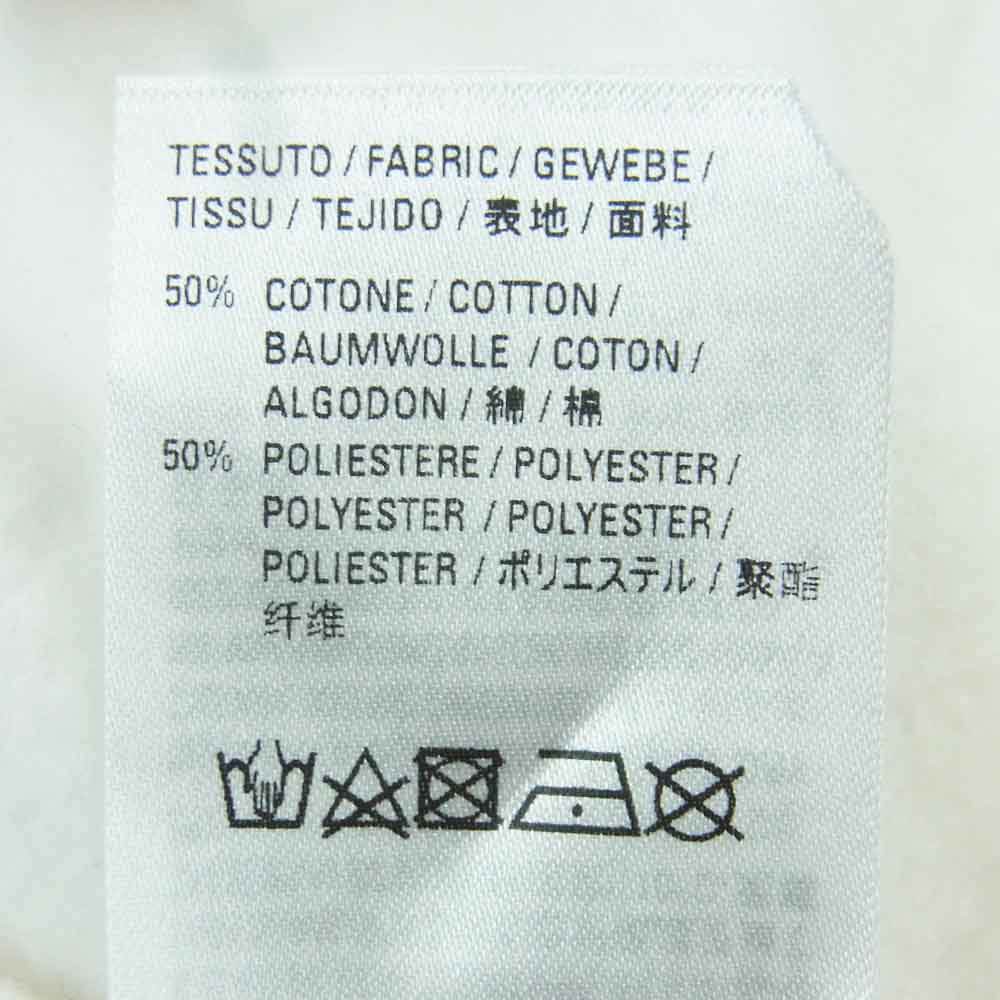 TESSUTO / FABRIC / GEWEBE /
TISSU / TEJIDO / 表地 / 面料
50% COTONE / COTTON /
BAUMWOLLE / COTON /
ALGODON / 綿 / 棉
50% POLIESTERE / POLYESTER /
POLYESTER / POLYESTER /
POLIESTER / ポリエステル / 聚酯
纤维